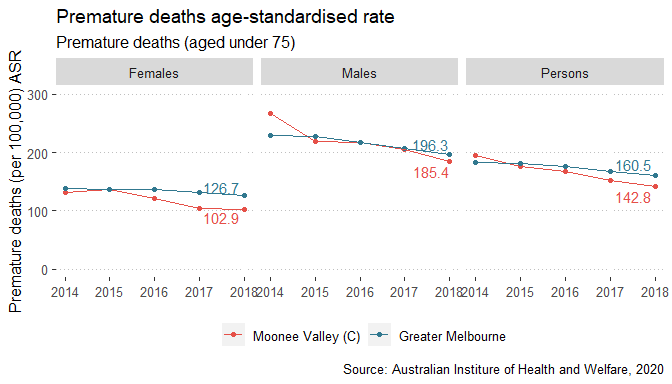 Premature deaths age-standardised rate
Premature deaths (aged under 75)
Premature deaths (per 100,000) ASR
Females Males Persons
300
200
100
0
126.7
102.9
196.3
185.4
160.5
142.8
2014 2015 2016 2017 2018 2014 2015 2016 2017 2018 2014 2015 2016 2017 2018
Moonee Valley (C) Greater Melbourne
Source: Australian Institure of Health and Welfare, 2020